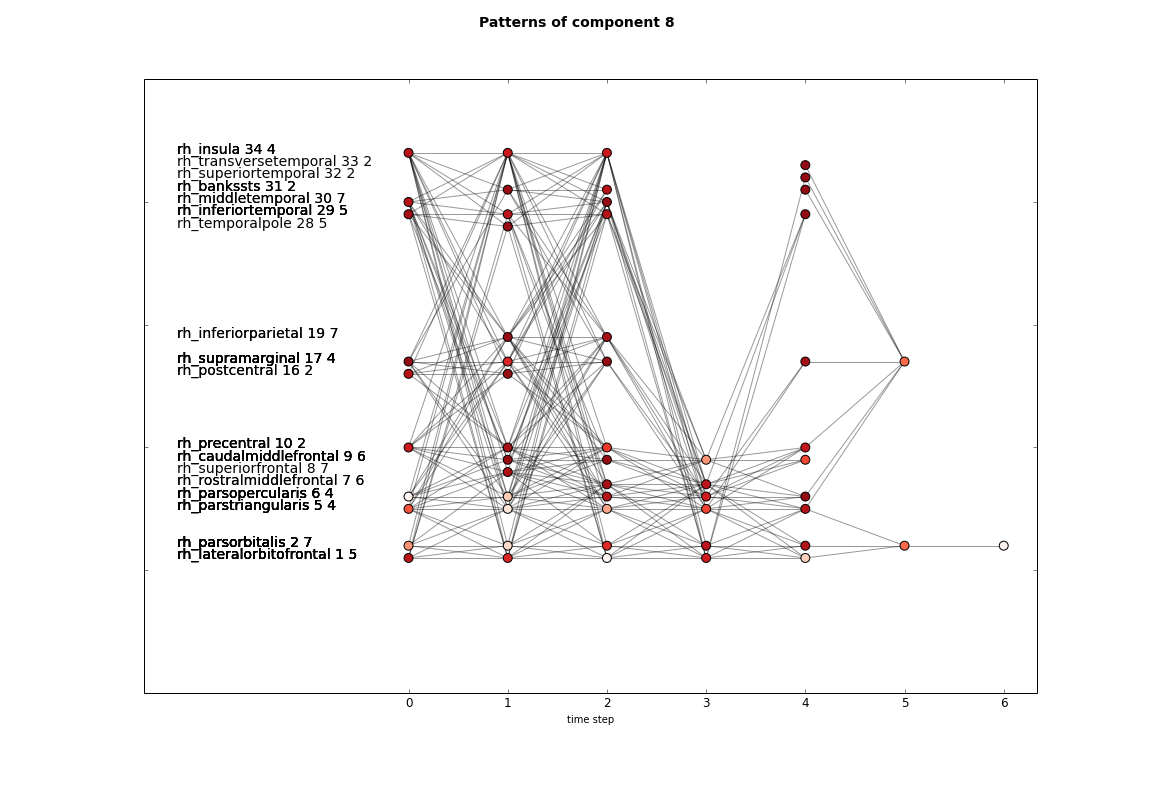 Patterns of component 8
rh_insula 34 4
rh_transversetemporal 33 2
rh_superiortemporal 32 2
rh_bankssts 31 2
rh_middletemporal 30 7
rh_inferiortemporal 29 5
rh_temporalpole 28 5
rh_inferiorparietal 19 7
rh_supramarginal 17 4
rh_postcentral 16 2
rh_precentral 10 2
rh_caudalmiddlefrontal 9 6
rh_superiorfrontal 8 7
rh_rostralmiddlefrontal 7 6
rh_parsopercularis 6 4
rh_parstriangularis 5 4
rh_parsorbitalis 2 7
rh_lateralorbitofrontal 1 5
0 1 2 3 4 5 6
time step